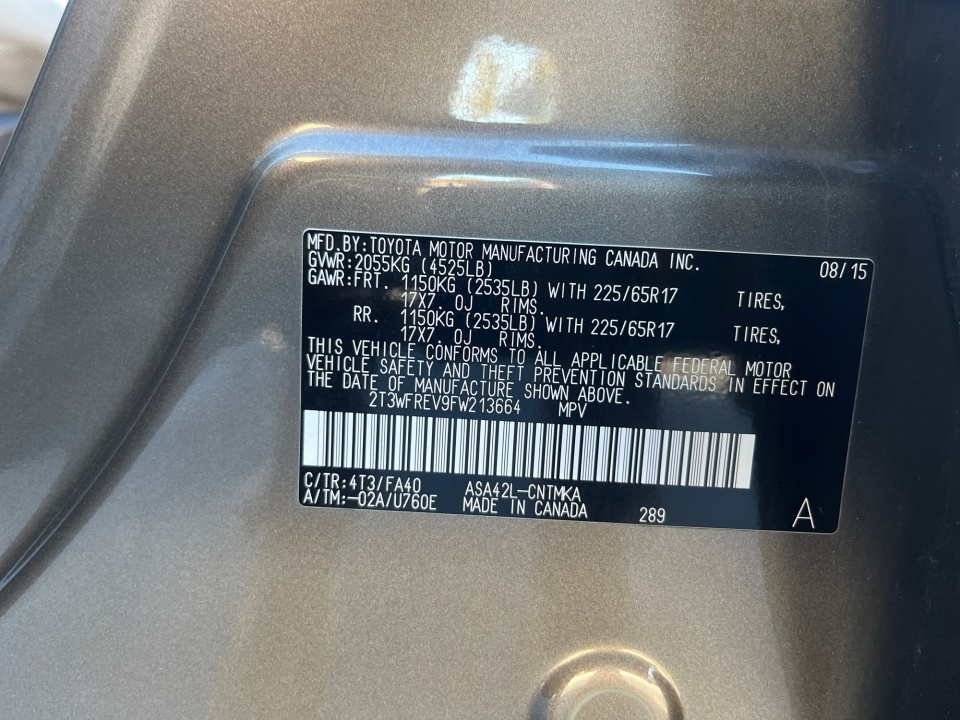 MFD.BY:TOYOTA MOTOR MANUFACTURING CANADA INC. 08/15
GVWR:2055KG (4525LB)
GAWR:FRT. 1150KG (2535LB) WITH 225/65R17 TIRES,
17X7.0J RIMS.
RR. 1150KG (2535LB) WITH 225/65R17 TIRES,
17X7.0J RIMS.
THIS VEHICLE CONFORMS TO ALL APPLICABLE FEDERAL MOTOR
VEHICLE SAFETY AND THEFT PREVENTION STANDARDS IN EFFECT ON
THE DATE OF MANUFACTURE SHOWN ABOVE.
2T3WFREV9FW213664 MPV
C/TR:4T3/FA40 ASA42L-CNTMKA
A/TM:-02A/U760E MADE IN CANADA 289 A